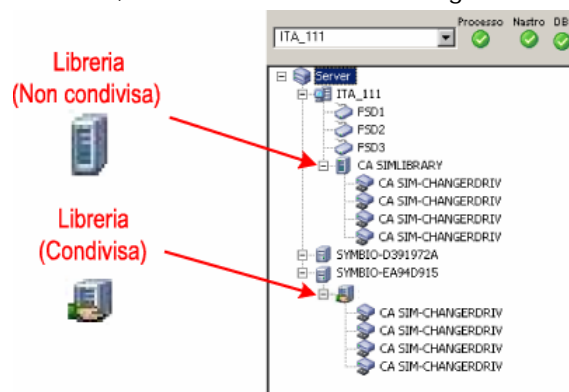 ITA_111
Processo Nastro DB
Libreria
(Non condivisa)
Libreria
(Condivisa)
Server
ITA_111
FSD1
FSD2
FSD3
CA SIMLIBRARY
CA SIM-CHANGERDRIV
CA SIM-CHANGERDRIV
CA SIM-CHANGERDRIV
CA SIM-CHANGERDRIV
SYMBIO-D391972A
SYMBIO-EA94D915
CA SIM-CHANGERDRIV
CA SIM-CHANGERDRIV
CA SIM-CHANGERDRIV
CA SIM-CHANGERDRIV